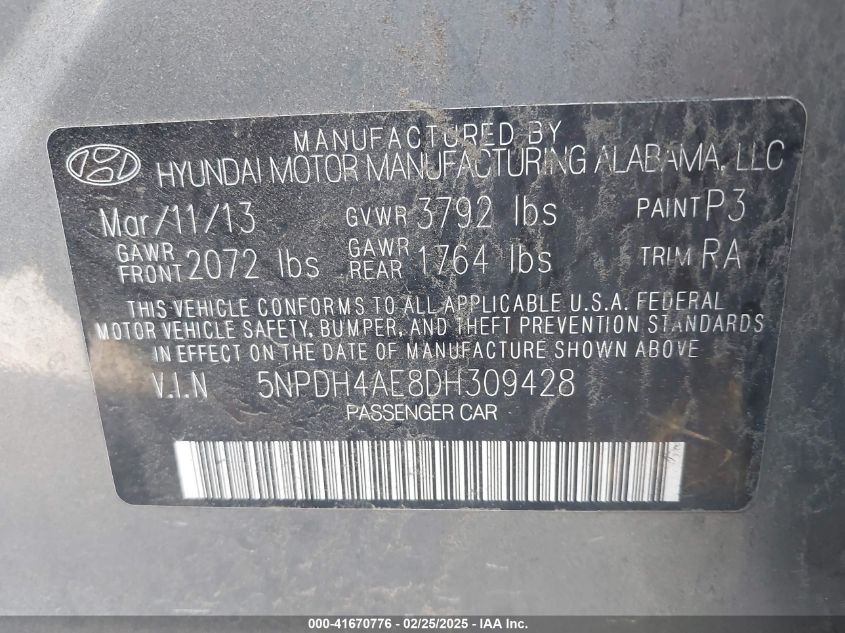 MANUFACTURED BY
HYUNDAI MOTOR MANUFACTURING ALABAMA, LLC
Mar/11/13 GVWR 3792 lbs PAINT P3
GAWR FRONT 2072 lbs GAWR REAR 1764 lbs TRIM RA
THIS VEHICLE CONFORMS TO ALL APPLICABLE U.S.A. FEDERAL
MOTOR VEHICLE SAFETY, BUMPER, AND THEFT PREVENTION STANDARDS
IN EFFECT ON THE DATE OF MANUFACTURE SHOWN ABOVE.
V.I.N 5NPDH4AE8DH309428
PASSENGER CAR
000-41670776 - 02/25/2025 - IAA Inc.